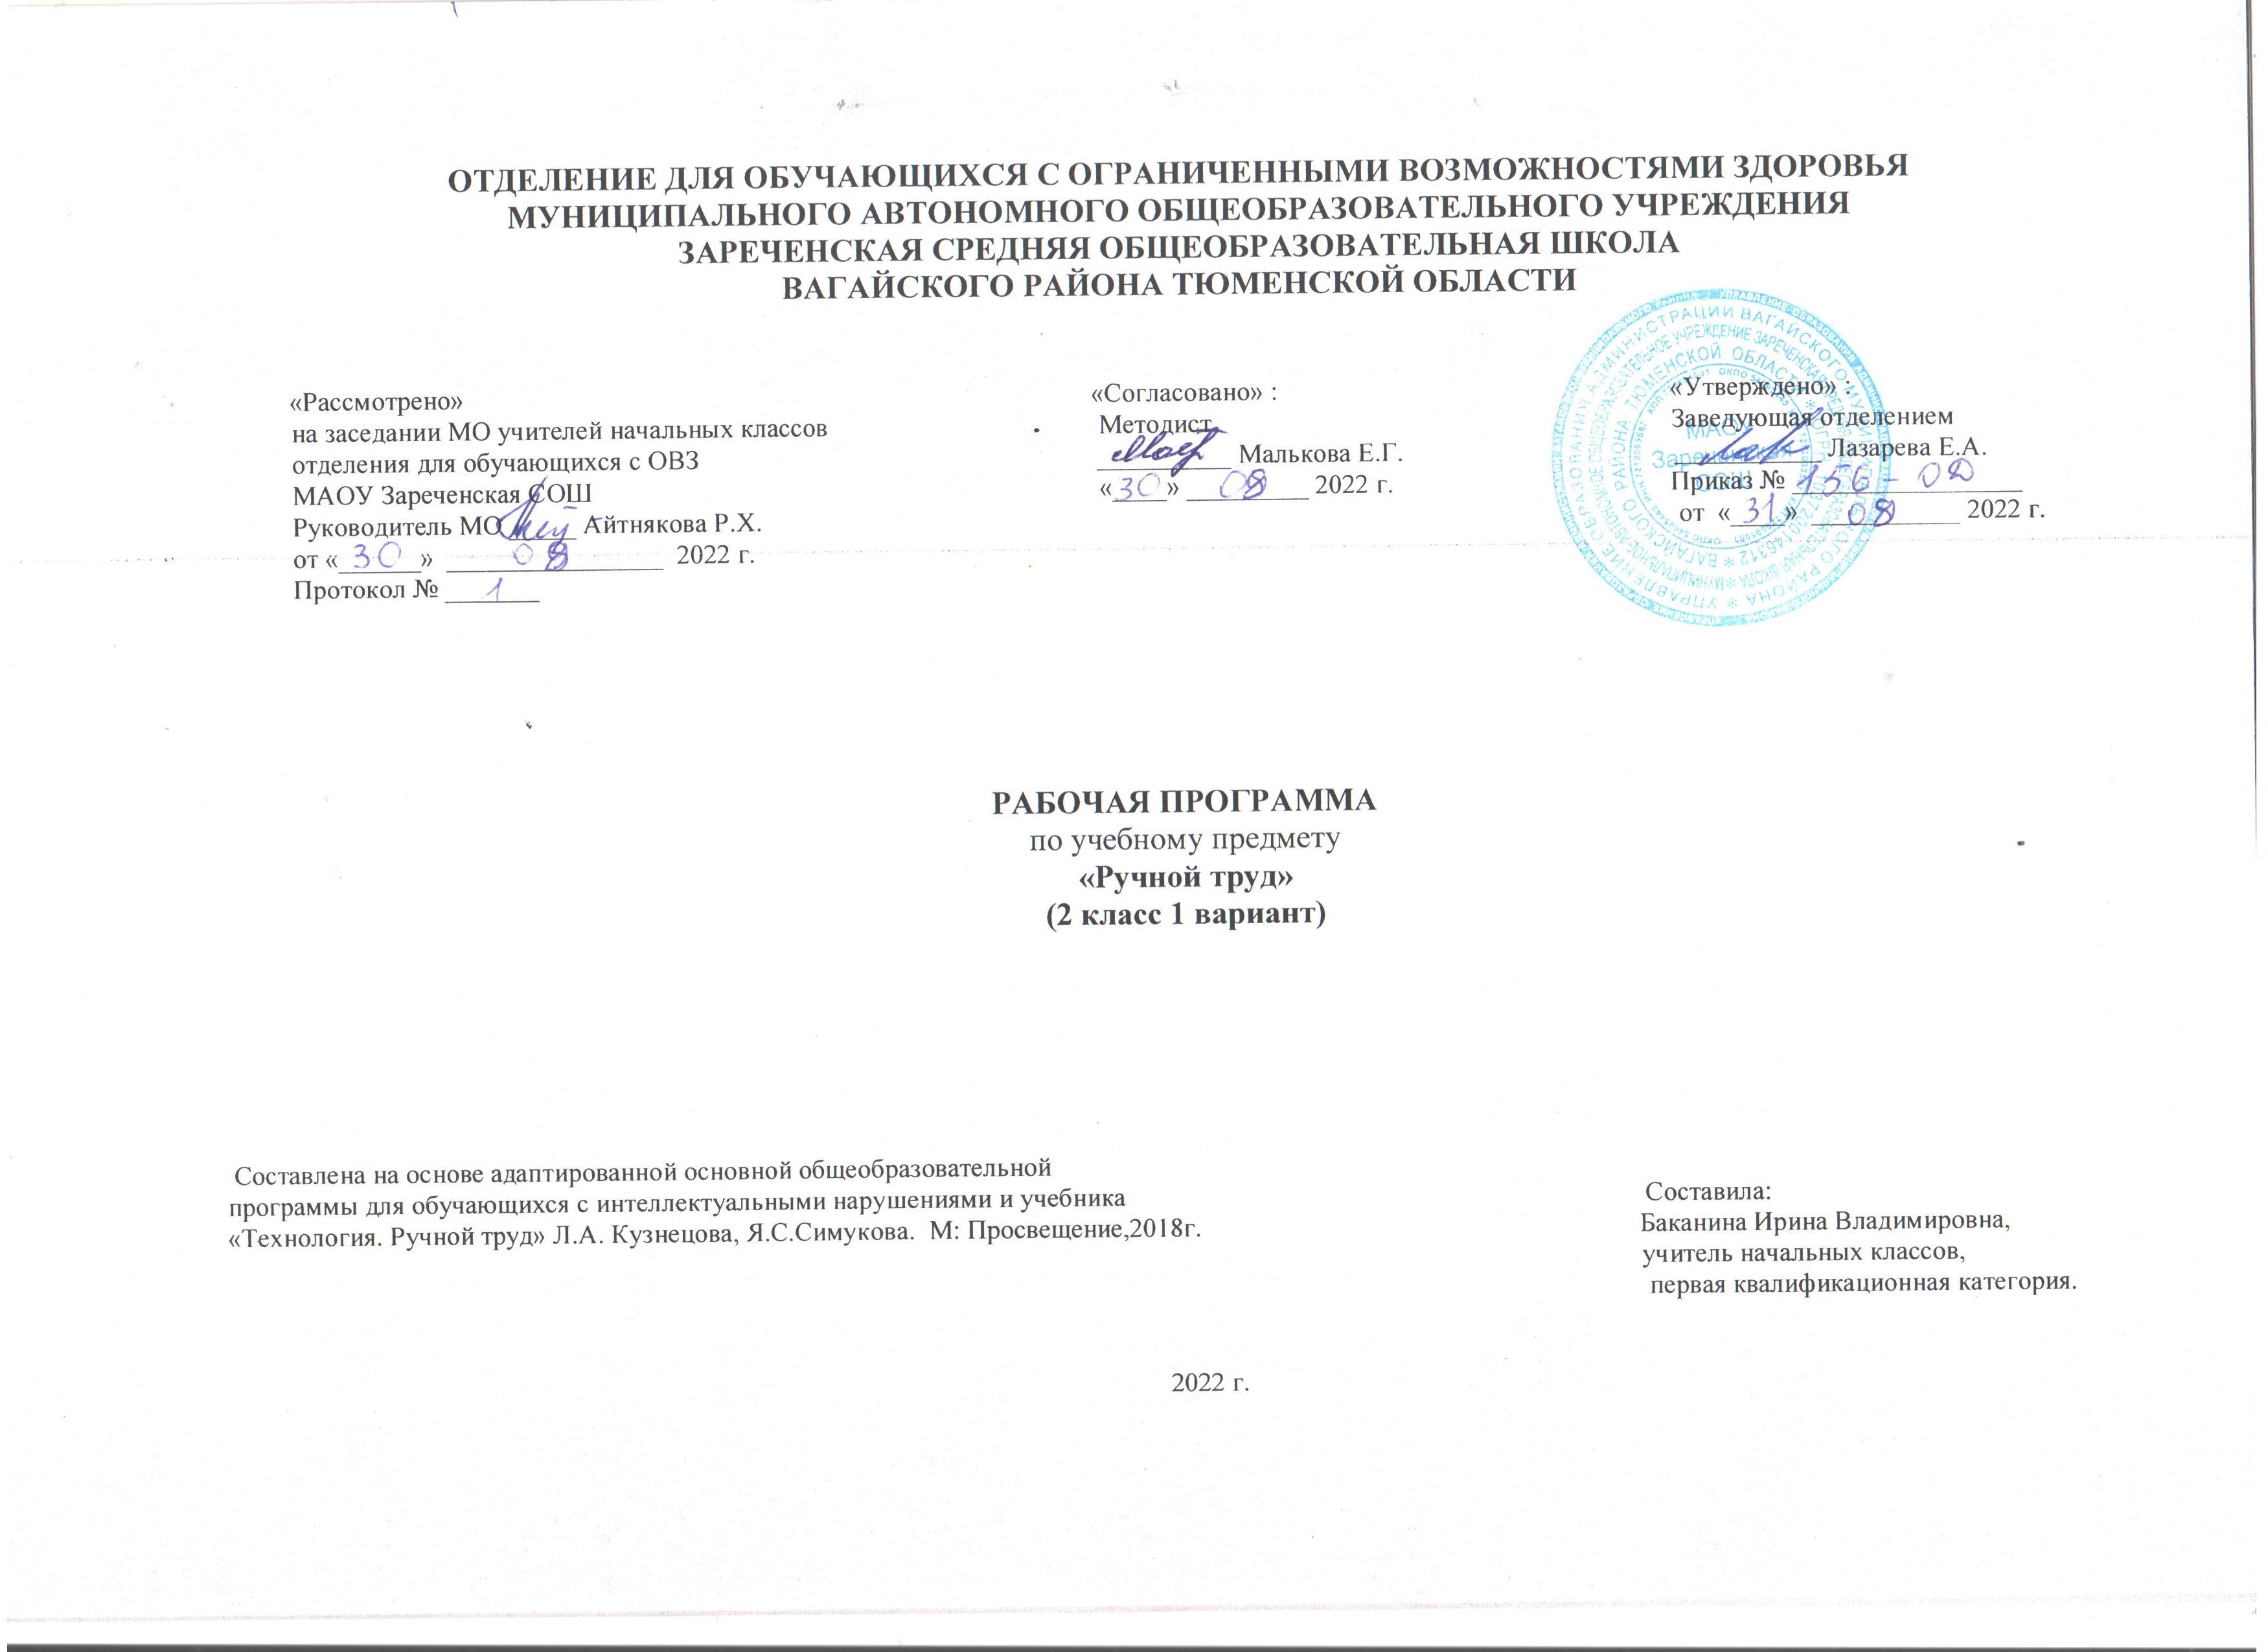 ОТДЕЛЕНИЕ ДЛЯ ОБУЧАЮЩИХСЯ С ОГРАНИЧЕННЫМИ ВОЗМОЖНОСТЯМИ ЗДОРОВЬЯ
МУНИЦИПАЛЬНОГО АВТОНОМНОГО ОБЩЕОБРАЗОВАТЕЛЬНОГО УЧРЕЖДЕНИЯ
ЗАРЕЧЕНСКАЯ СРЕДНЯЯ ОБЩЕОБРАЗОВАТЕЛЬНАЯ ШКОЛА
ВАГАЙСКОГО РАЙОНА ТЮМЕНСКОЙ ОБЛАСТИ
«Рассмотрено»
на заседании МО учителей начальных классов
отделения для обучающихся с ОВЗ
МАОУ Зареченская СОШ
Руководитель МО Айтнякова Р.Х.
от «30» 08 2022 г.
Протокол № 1
«Согласовано» :
Методист
Малькова Е.Г.
«30» 08 2022 г.
«Утверждено» :
Заведующая отделением
Лазарева Е.А.
Приказ № 156-ОД
от «31» 08 2022 г.
МАОУ
Зареченская
СОШ
РАБОЧАЯ ПРОГРАММА
по учебному предмету
«Ручной труд»
(2 класс 1 вариант)
Составлена на основе адаптированной основной общеобразовательной
программы для обучающихся с интеллектуальными нарушениями и учебника
«Технология. Ручной труд» Л.А. Кузнецова, Я.С.Симукова. М: Просвещение,2018г.
Составила:
Баканина Ирина Владимировна,
учитель начальных классов,
первая квалификационная категория.
2022 г.